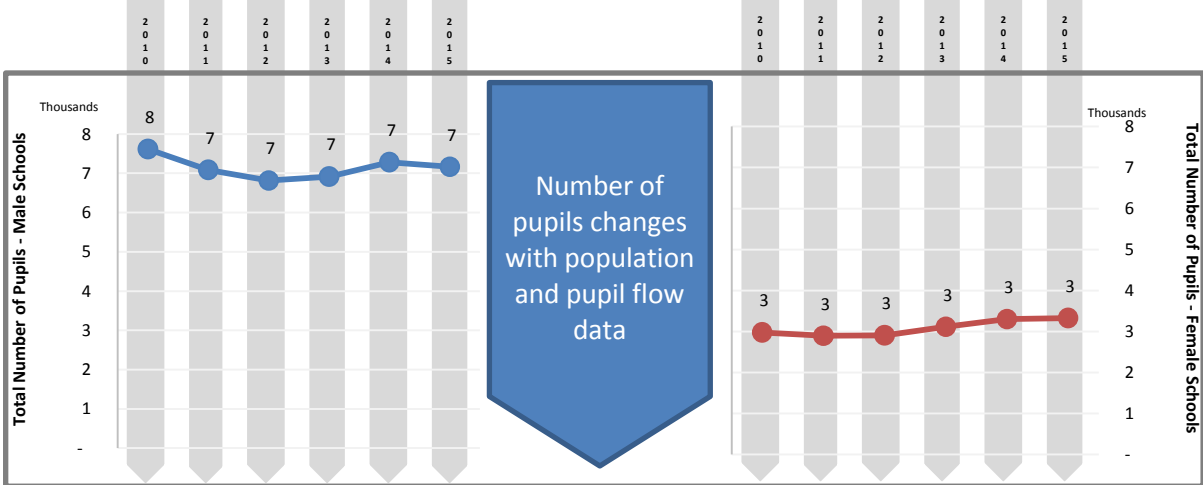 2010 2011 2012 2013 2014 2015
2010 2011 2012 2013 2014 2015
Total Number of Pupils - Male Schools
Thousands
8
7
6
5
4
3
2
1
-
8 7 7 7 7 7
Number of
pupils changes
with population
and pupil flow
data
3 3 3 3 3 3
Thousands
8
7
6
5
4
3
2
1
-
Total Number of Pupils - Female Schools